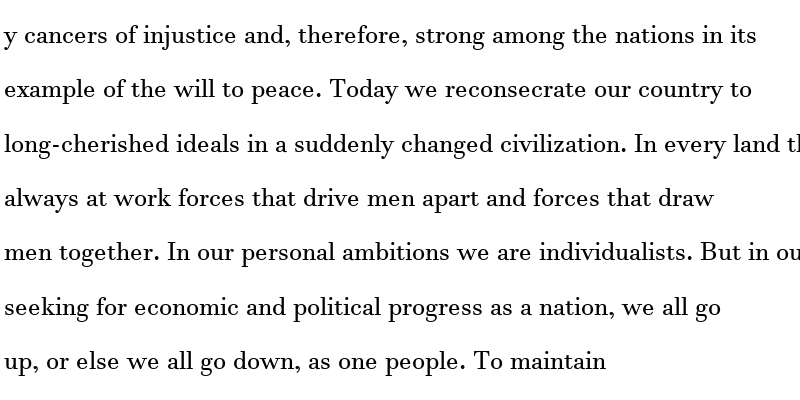 y cancers of injustice and, therefore, strong among the nations in its
example of the will to peace. Today we reconsecrate our country to
long-cherished ideals in a suddenly changed civilization. In every land
always at work forces that drive men apart and forces that draw
men together. In our personal ambitions we are individualists. But in
seeking for economic and political progress as a nation, we all go
up, or else we all go down, as one people. To maintain